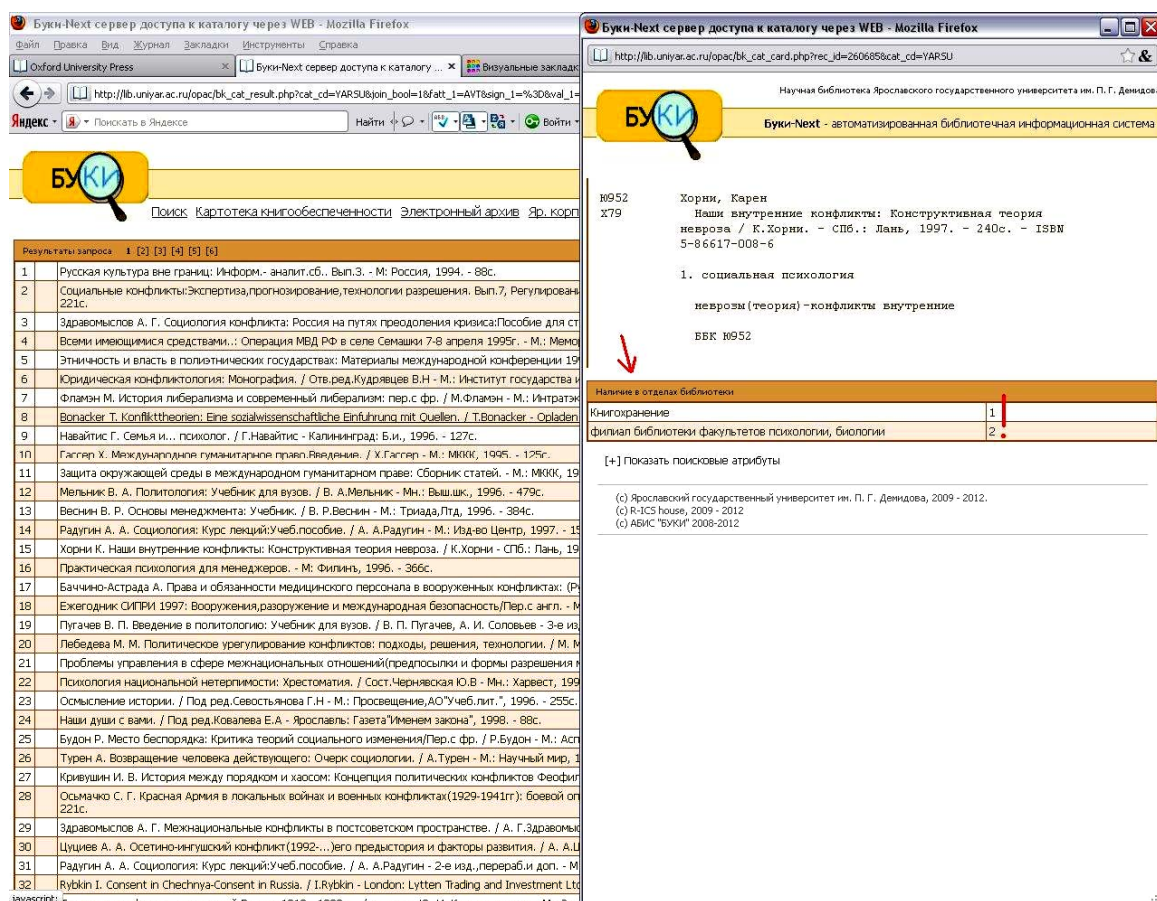 Буки-Next сервер доступа к каталогу через WEB - Mozilla Firefox
Файл Правка Вид Журнал Закладки Инструменты Справка
Oxford University Press × Буки-Next сервер доступа к каталогу ... × Визуальные закладк
http://lib.uniyar.ac.ru/opac/bk_cat_result.php?cat_cd=YARSU&join_bool=1&fatt_1=AVT&sign_1=%3D&val_1=
Яндекс Поискать в Яндексе Найти Войти
БУКИ
Поиск Картотека книгообеспеченности Электронный архив Яр. корп
Результаты запроса 1 [2] [3] [4] [5] [6]
1 Русская культура вне границ: Информ.- аналит.сб.. Вып.3. - М: Россия, 1994. - 88с.
2 Социальные конфликты:Экспертиза,прогнозирование,технологии разрешения. Вып.7, Регулировани
221с.
3 Здравомыслов А. Г. Социология конфликта: Россия на путях преодоления кризиса:Пособие для ст
4 Всеми имеющимися средствами..: Операция МВД РФ в селе Семашки 7-8 апреля 1995г. - М.: Мемо
5 Этничность и власть в полиэтничных государствах: Материалы международной конференции 19
6 Юридическая конфликтология: Монография. / Отв.ред.Кудрявцев В.Н - М.: Институт государства и
7 Фламэн М. История либерализма и современный либерализм: пер.с фр. / М.Фламэн - М.: Интратэк
8 Bonacker T. Konflikttheorien: Eine sozialwissenschaftliche Einfuhrung mit Quellen. / T.Bonacker - Opladen
9 Навайтис Г. Семья и... психолог. / Г.Навайтис - Калининград: Б.и., 1996. - 127с.
10 Гассер Х. Международное гуманитарное право.Введение. / Х.Гассер - М.: МККК, 1995. - 125с.
11 Защита окружающей среды в международном гуманитарном праве: Сборник статей. - М.: МККК, 19
12 Мельник В. А. Политология: Учебник для вузов. / В. А.Мельник - Мн.: Выш.шк., 1996. - 479с.
13 Веснин В. Р. Основы менеджмента: Учебник. / В. Р.Веснин - М.: Триада,Лтд, 1996. - 384с.
14 Радугин А. А. Социология: Курс лекций:Учеб.пособие. / А. А.Радугин - М.: Изд-во Центр, 1997. - 15
15 Хорни К. Наши внутренние конфликты: Конструктивная теория невроза. / К.Хорни - СПб.: Лань, 19
16 Практическая психология для менеджеров. - М: Филинъ, 1996. - 366с.
17 Баччино-Астрада А. Права и обязанности медицинского персонала в вооруженных конфликтах: (Ру
18 Ежегодник СИПРИ 1997: Вооружения,разоружение и международная безопасность/Пер.с англ. - М
19 Пугачев В. П. Введение в политологию: Учебник для вузов. / В. П. Пугачев, А. И. Соловьев - 3-е из
20 Лебедева М. М. Политическое урегулирование конфликтов: подходы, решения, технологии. / М. М
21 Проблемы управления в сфере межнациональных отношений(предпосылки и формы разрешения м
22 Психология национальной нетерпимости: Хрестоматия. / Сост.Чернявская Ю.В - Мн.: Харвест, 199
23 Осмысление истории. / Под ред.Севостьянова Г.Н - М.: Просвещение,АО"Учеб.лит.", 1996. - 255с.
24 Наши души с вами. / Под ред.Ковалева Е.А - Ярославль: Газета"Именем закона", 1998. - 88с.
25 Будон Р. Место беспорядка: Критика теорий социального изменения/Пер.с фр. / Р.Будон - М.: Асп
26 Турен А. Возвращение человека действующего: Очерк социологии. / А.Турен - М.: Научный мир, 1
27 Кривушин И. В. История между порядком и хаосом: Концепция политических конфликтов Феофил
28 Осьмачко С. Г. Красная Армия в локальных войнах и военных конфликтах(1929-1941гг): боевой оп
221с.
29 Здравомыслов А. Г. Межнациональные конфликты в постсоветском пространстве. / А. Г.Здравомыс
30 Цуциев А. А. Осетино-ингушский конфликт(1992-...)его предыстория и факторы развития. / А. А.Ц
31 Радугин А. А. Социология: Курс лекций:Учеб.пособие. / А. А.Радугин - 2-е изд.,перераб.и доп. - М
32 Rybkin I. Consent in Chechnya-Consent in Russia. / I.Rybkin - London: Lytten Trading and Investment Ltd
javascript:
Буки-Next сервер доступа к каталогу через WEB - Mozilla Firefox
http://lib.uniyar.ac.ru/opac/bk_cat_card.php?rec_id=260685&cat_cd=YARSU
Научная библиотека Ярославского государственного университета им. П. Г. Демидов
БУКИ
Буки-Next - автоматизированная библиотечная информационная система
Ю952 Хорни, Карен
Х79 Наши внутренние конфликты: Конструктивная теория
невроза / К.Хорни. - СПб.: Лань, 1997. - 240с. - ISBN
5-86617-008-6
1. социальная психология
неврозы(теория)-конфликты внутренние
ББК Ю952
Наличие в отделах библиотеки
Книгохранение 1
филиал библиотеки факультетов психологии, биологии 2
!
[+] Показать поисковые атрибуты
(c) Ярославский государственный университет им. П. Г. Демидова, 2009 - 2012.
(c) R-ICS house, 2009 - 2012
(c) АБИС "БУКИ" 2008-2012